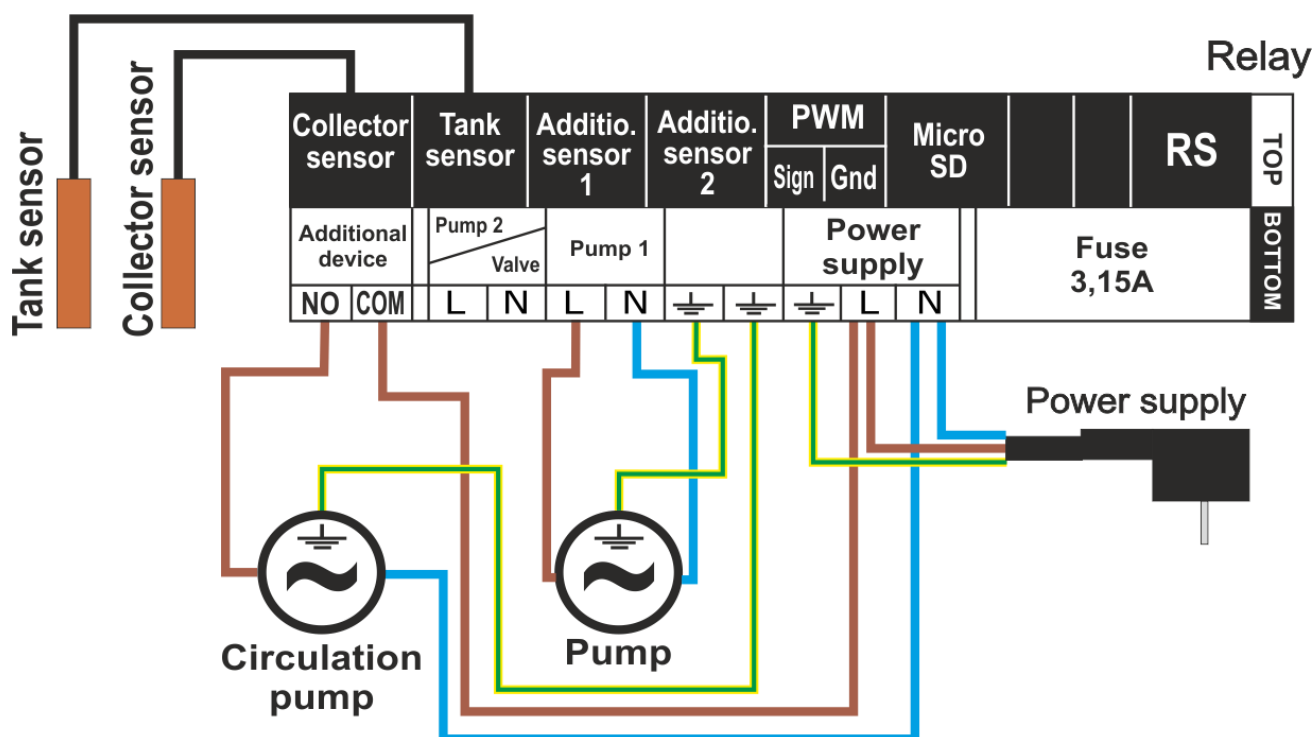 Relay
Tank sensor
Collector sensor
Collector
sensor
Tank
sensor
Additio.
sensor
1
Additio.
sensor
2
PWM
Sign Gnd
Micro
SD
RS
TOP
Additional
device
Pump 2
Valve
Pump 1
Power
supply
Fuse
3,15A
BOTTOM
NO COM L N L N L N
Power supply
Circulation
pump
Pump